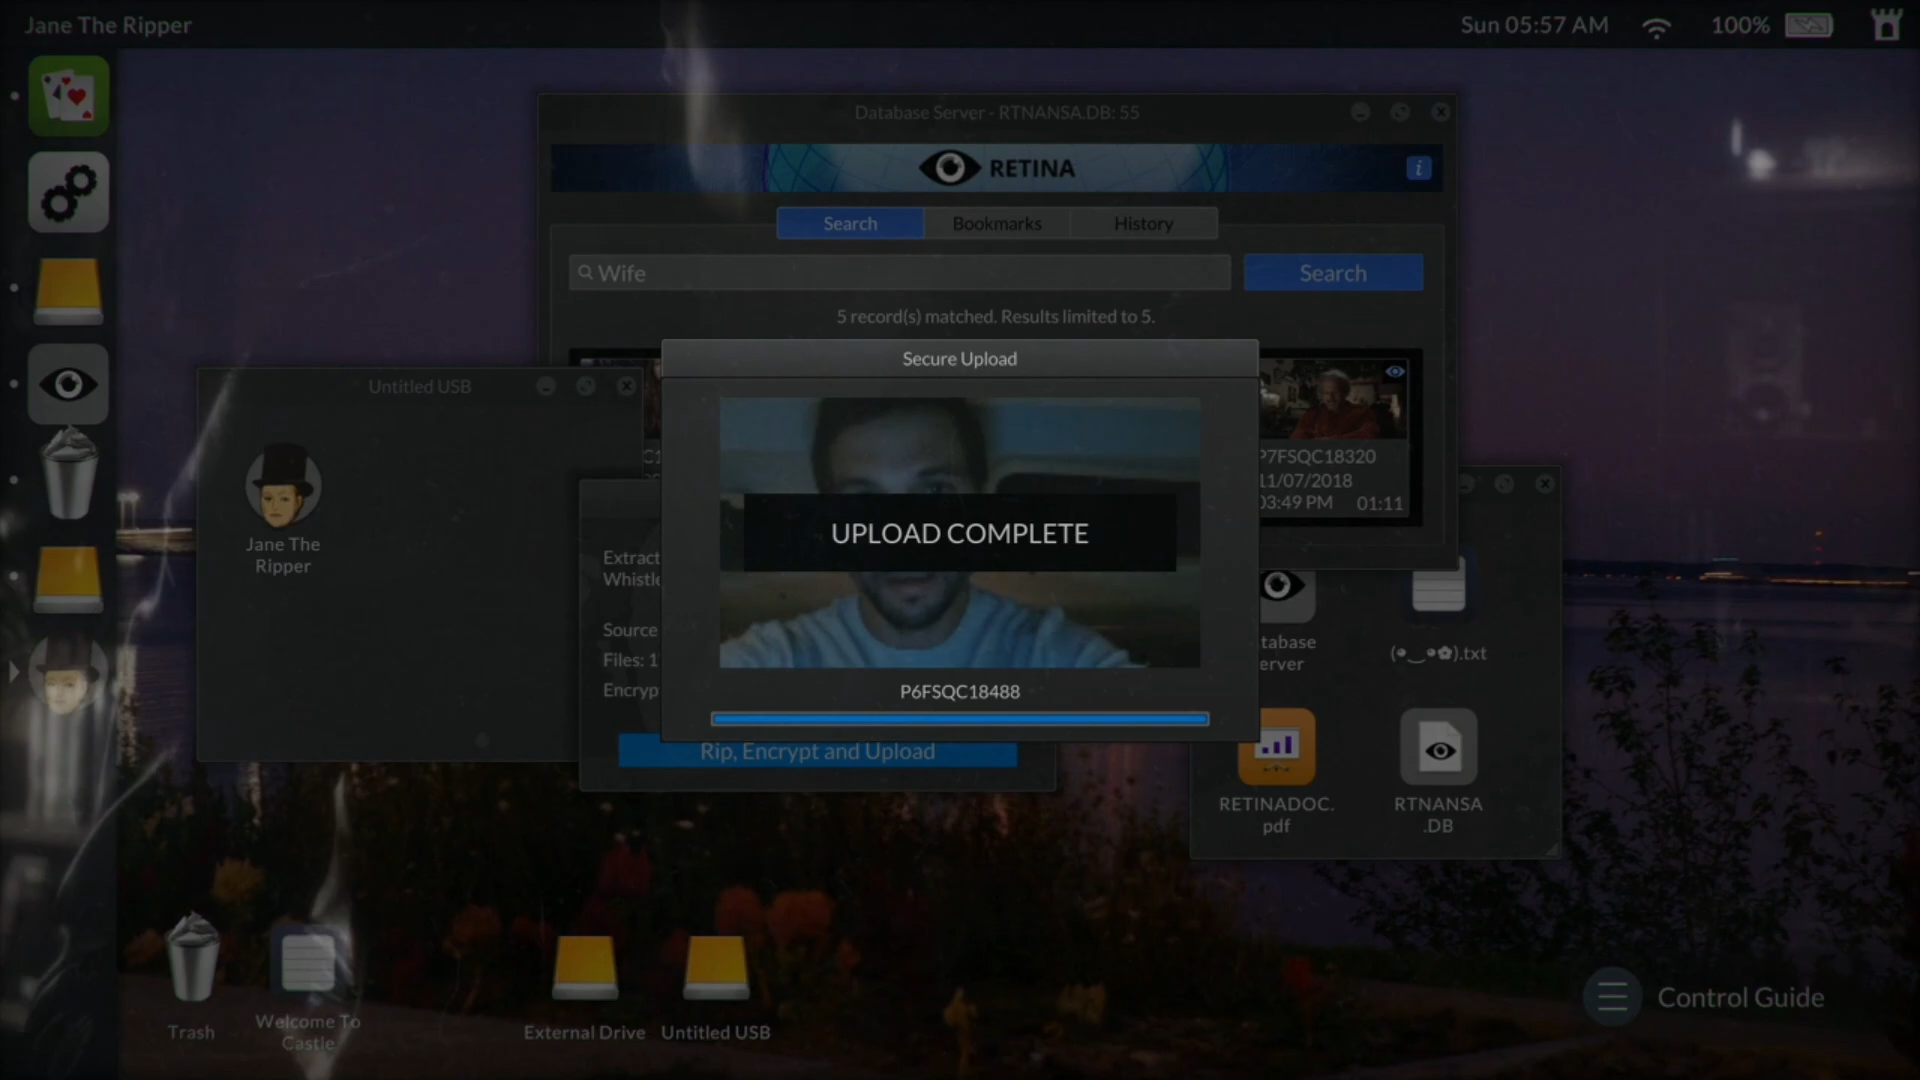 Jane The Ripper
Sun 05:57 AM
100%
Database Server - RTNANSA.DB: 55
RETINA
i
Search
Bookmarks
History
Wife
Search
5 record(s) matched. Results limited to 5.
Secure Upload
UPLOAD COMPLETE
P6FSQC18488
Untitled USB
Jane The
Ripper
P7FSQC18320
11/07/2018
03:49 PM 01:11
Extract
Whistle
Source
Files: 1
Encryp
Rip, Encrypt and Upload
tabase
erver
(•‿•✿).txt
RETINADOC.
pdf
RTNANSA
.DB
Trash
Welcome To
Castle
External Drive
Untitled USB
Control Guide